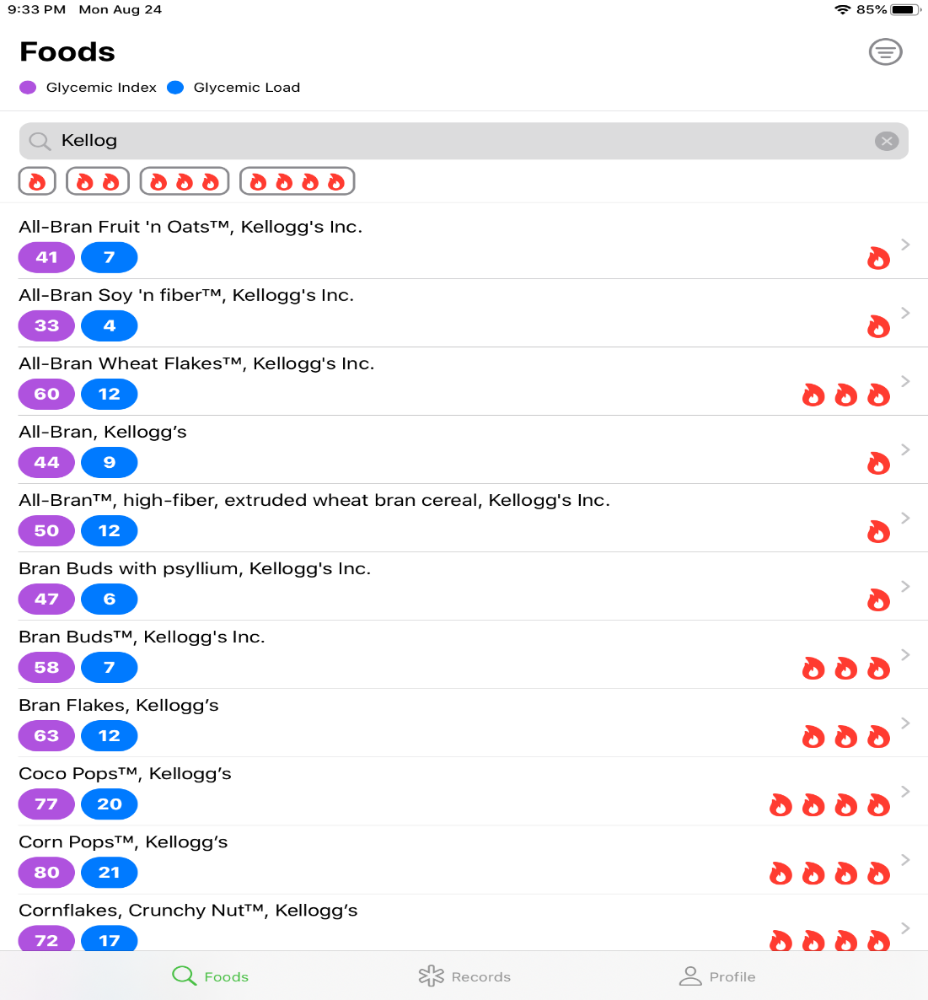 9:33 PM Mon Aug 24 85%
Foods
Glycemic Index Glycemic Load
Kellog
All-Bran Fruit 'n Oats™, Kellogg's Inc.
41 7
All-Bran Soy 'n fiber™, Kellogg's Inc.
33 4
All-Bran Wheat Flakes™, Kellogg's Inc.
60 12
All-Bran, Kellogg’s
44 9
All-Bran™, high-fiber, extruded wheat bran cereal, Kellogg's Inc.
50 12
Bran Buds with psyllium, Kellogg's Inc.
47 6
Bran Buds™, Kellogg's Inc.
58 7
Bran Flakes, Kellogg’s
63 12
Coco Pops™, Kellogg’s
77 20
Corn Pops™, Kellogg’s
80 21
Cornflakes, Crunchy Nut™, Kellogg’s
72 17
Foods Records Profile